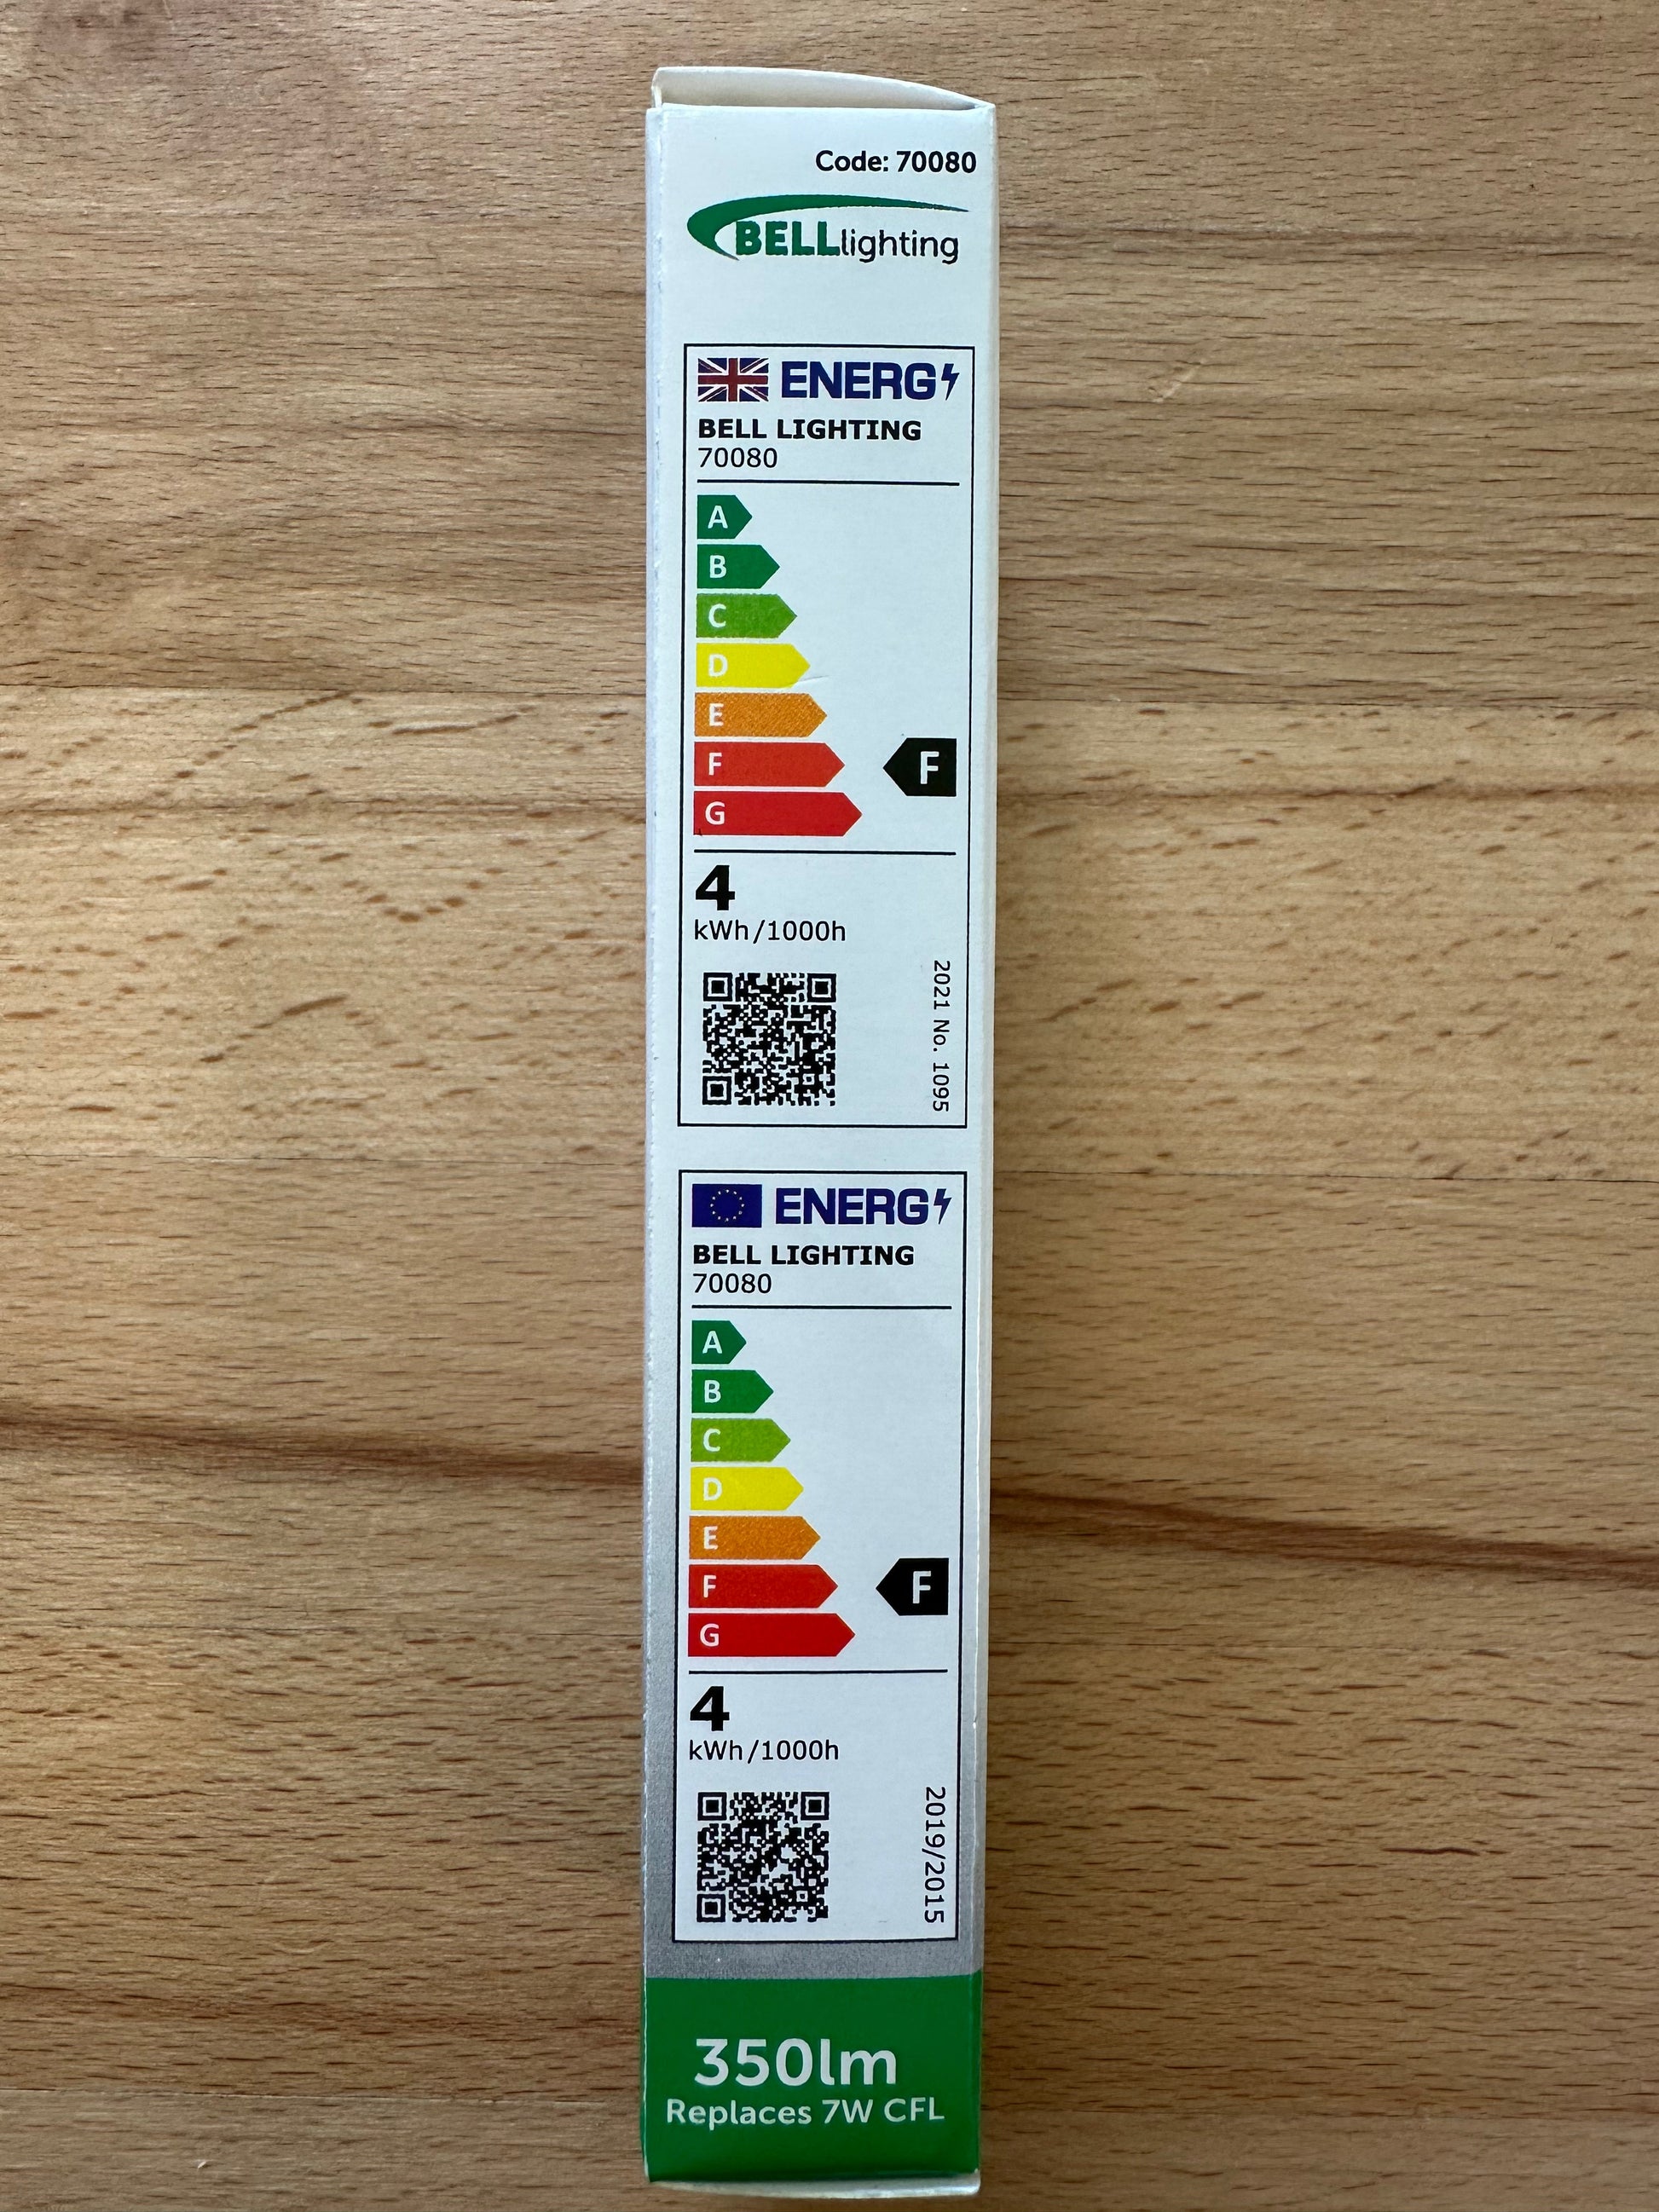 Code: 70080
BELLlighting
ENERG
BELL LIGHTING
70080
A
B
C
D
E
F
F
G
4
kWh/1000h
2021 No. 1095
ENERG
BELL LIGHTING
70080
A
B
C
D
E
F
F
G
4
kWh/1000h
2019/2015
350lm
Replaces 7W CFL